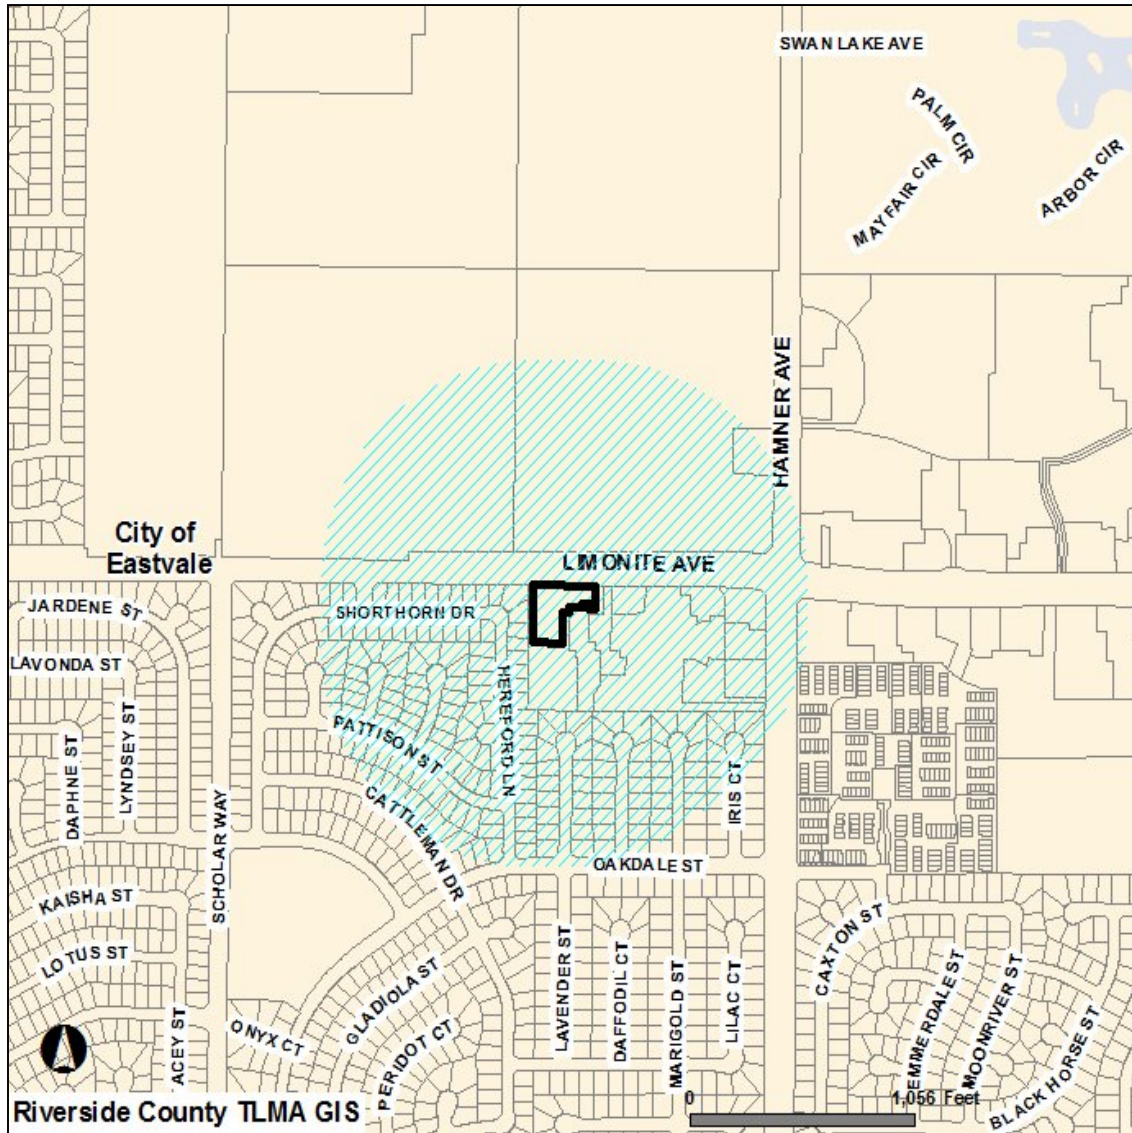 SWAN LAKE AVE
PALM CIR
MAYFAIR CIR
ARBOR CIR
HAMNER AVE
City of
Eastvale
LIMONITE AVE
JARDENE ST
SHORTHORN DR
LAVONDA ST
HEREFORD LN
LYNDSEY ST
DAPHNE ST
PATTISON ST
IRIS CT
CATTLEMAN DR
SCHOLAR WAY
OAKDALE ST
KAISHA ST
LOTUS ST
CAXTON ST
GLADIOLA ST
LAVENDER ST
DAFFODIL CT
MARIGOLD ST
LILAC CT
EMMERDALE ST
MOONRIVER ST
BLACK HORSE ST
ONYX CT
PERIDOT CT
ACEY ST
0
1,056 Feet
Riverside County TLMA GIS